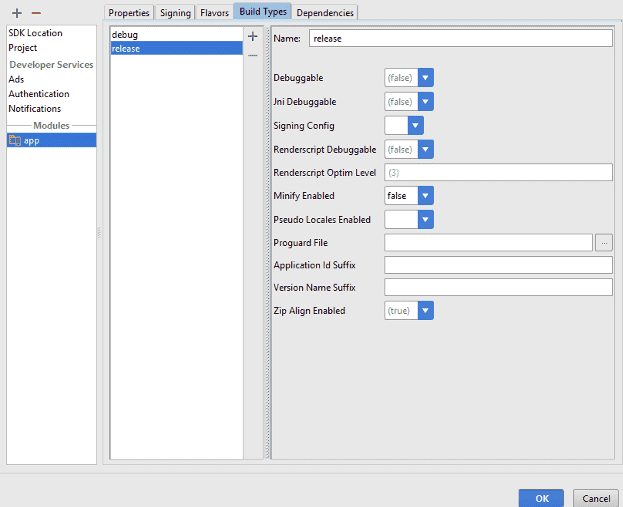 Properties Signing Flavors Build Types Dependencies
SDK Location
Project
Developer Services
Ads
Authentication
Notifications
Modules
app
debug
release
Name: release
Debuggable (false)
Jni Debuggable (false)
Signing Config
Renderscript Debuggable (false)
Renderscript Optim Level (3)
Minify Enabled false
Pseudo Locales Enabled
Proguard File ...
Application Id Suffix
Version Name Suffix
Zip Align Enabled (true)
OK Cancel